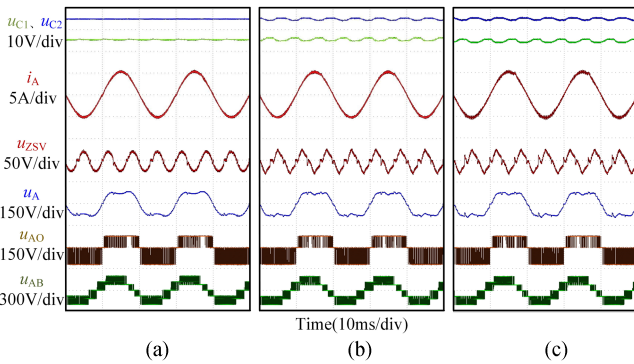 uC1、uC2
10V/div
iA
5A/div
uZSV
50V/div
uA
150V/div
uAO
150V/div
uAB
300V/div
Time(10ms/div)
(a) (b) (c)